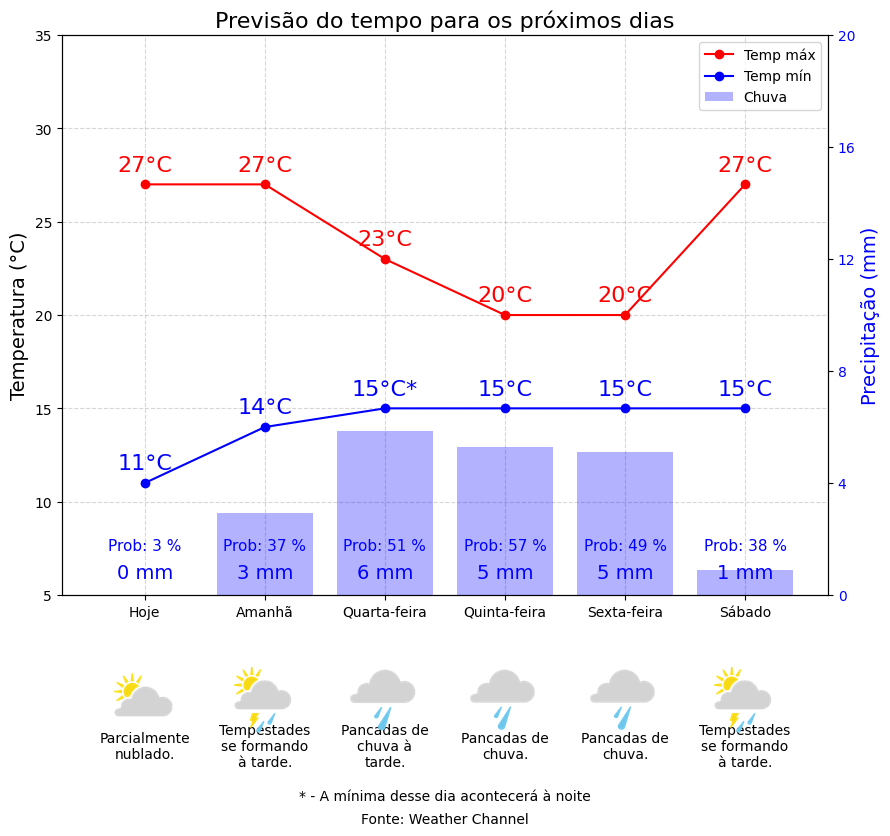 Previsão do tempo para os próximos dias
35
30
25
20
15
10
5
Temperatura (°C)
20
16
12
8
4
0
Precipitação (mm)
Temp máx
Temp mín
Chuva
27°C 27°C 23°C 20°C 20°C 27°C
11°C 14°C 15°C* 15°C 15°C 15°C
Prob: 3 % Prob: 37 % Prob: 51 % Prob: 57 % Prob: 49 % Prob: 38 %
0 mm 3 mm 6 mm 5 mm 5 mm 1 mm
Hoje Amanhã Quarta-feira Quinta-feira Sexta-feira Sábado
Parcialmente
nublado.
Tempestades
se formando
à tarde.
Pancadas de
chuva à
tarde.
Pancadas de
chuva.
Pancadas de
chuva.
Tempestades
se formando
à tarde.
* - A mínima desse dia acontecerá à noite
Fonte: Weather Channel